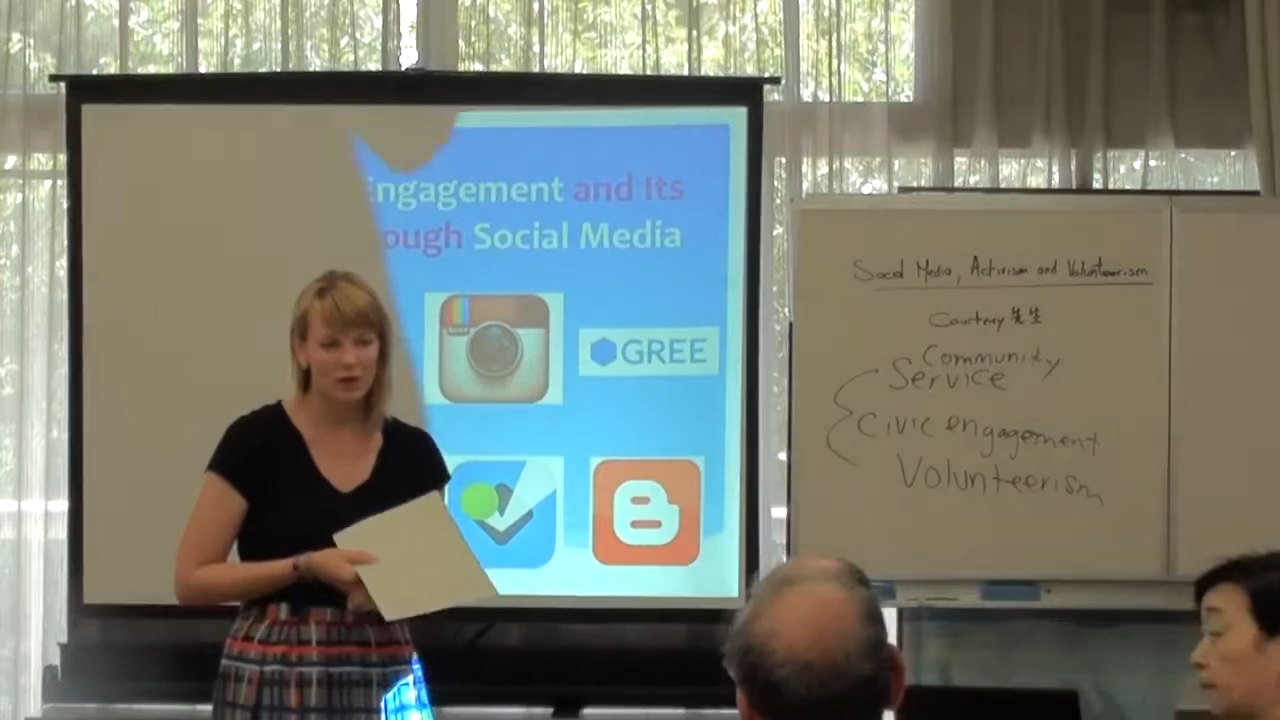 Engagement and Its
ough Social Media
GREE
Social Media, Activism and Volunteerism
Courtney 先生
Community
Service
Civic engagement
Volunteerism